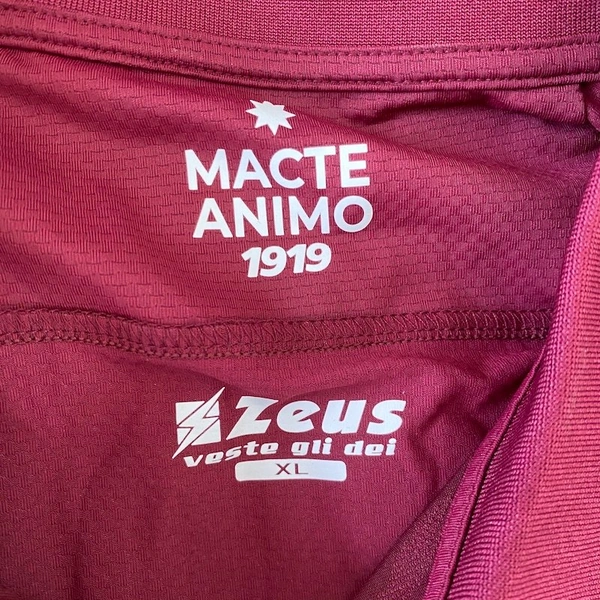 MACTE
ANIMO
1919
Zeus
veste gli dei
XL